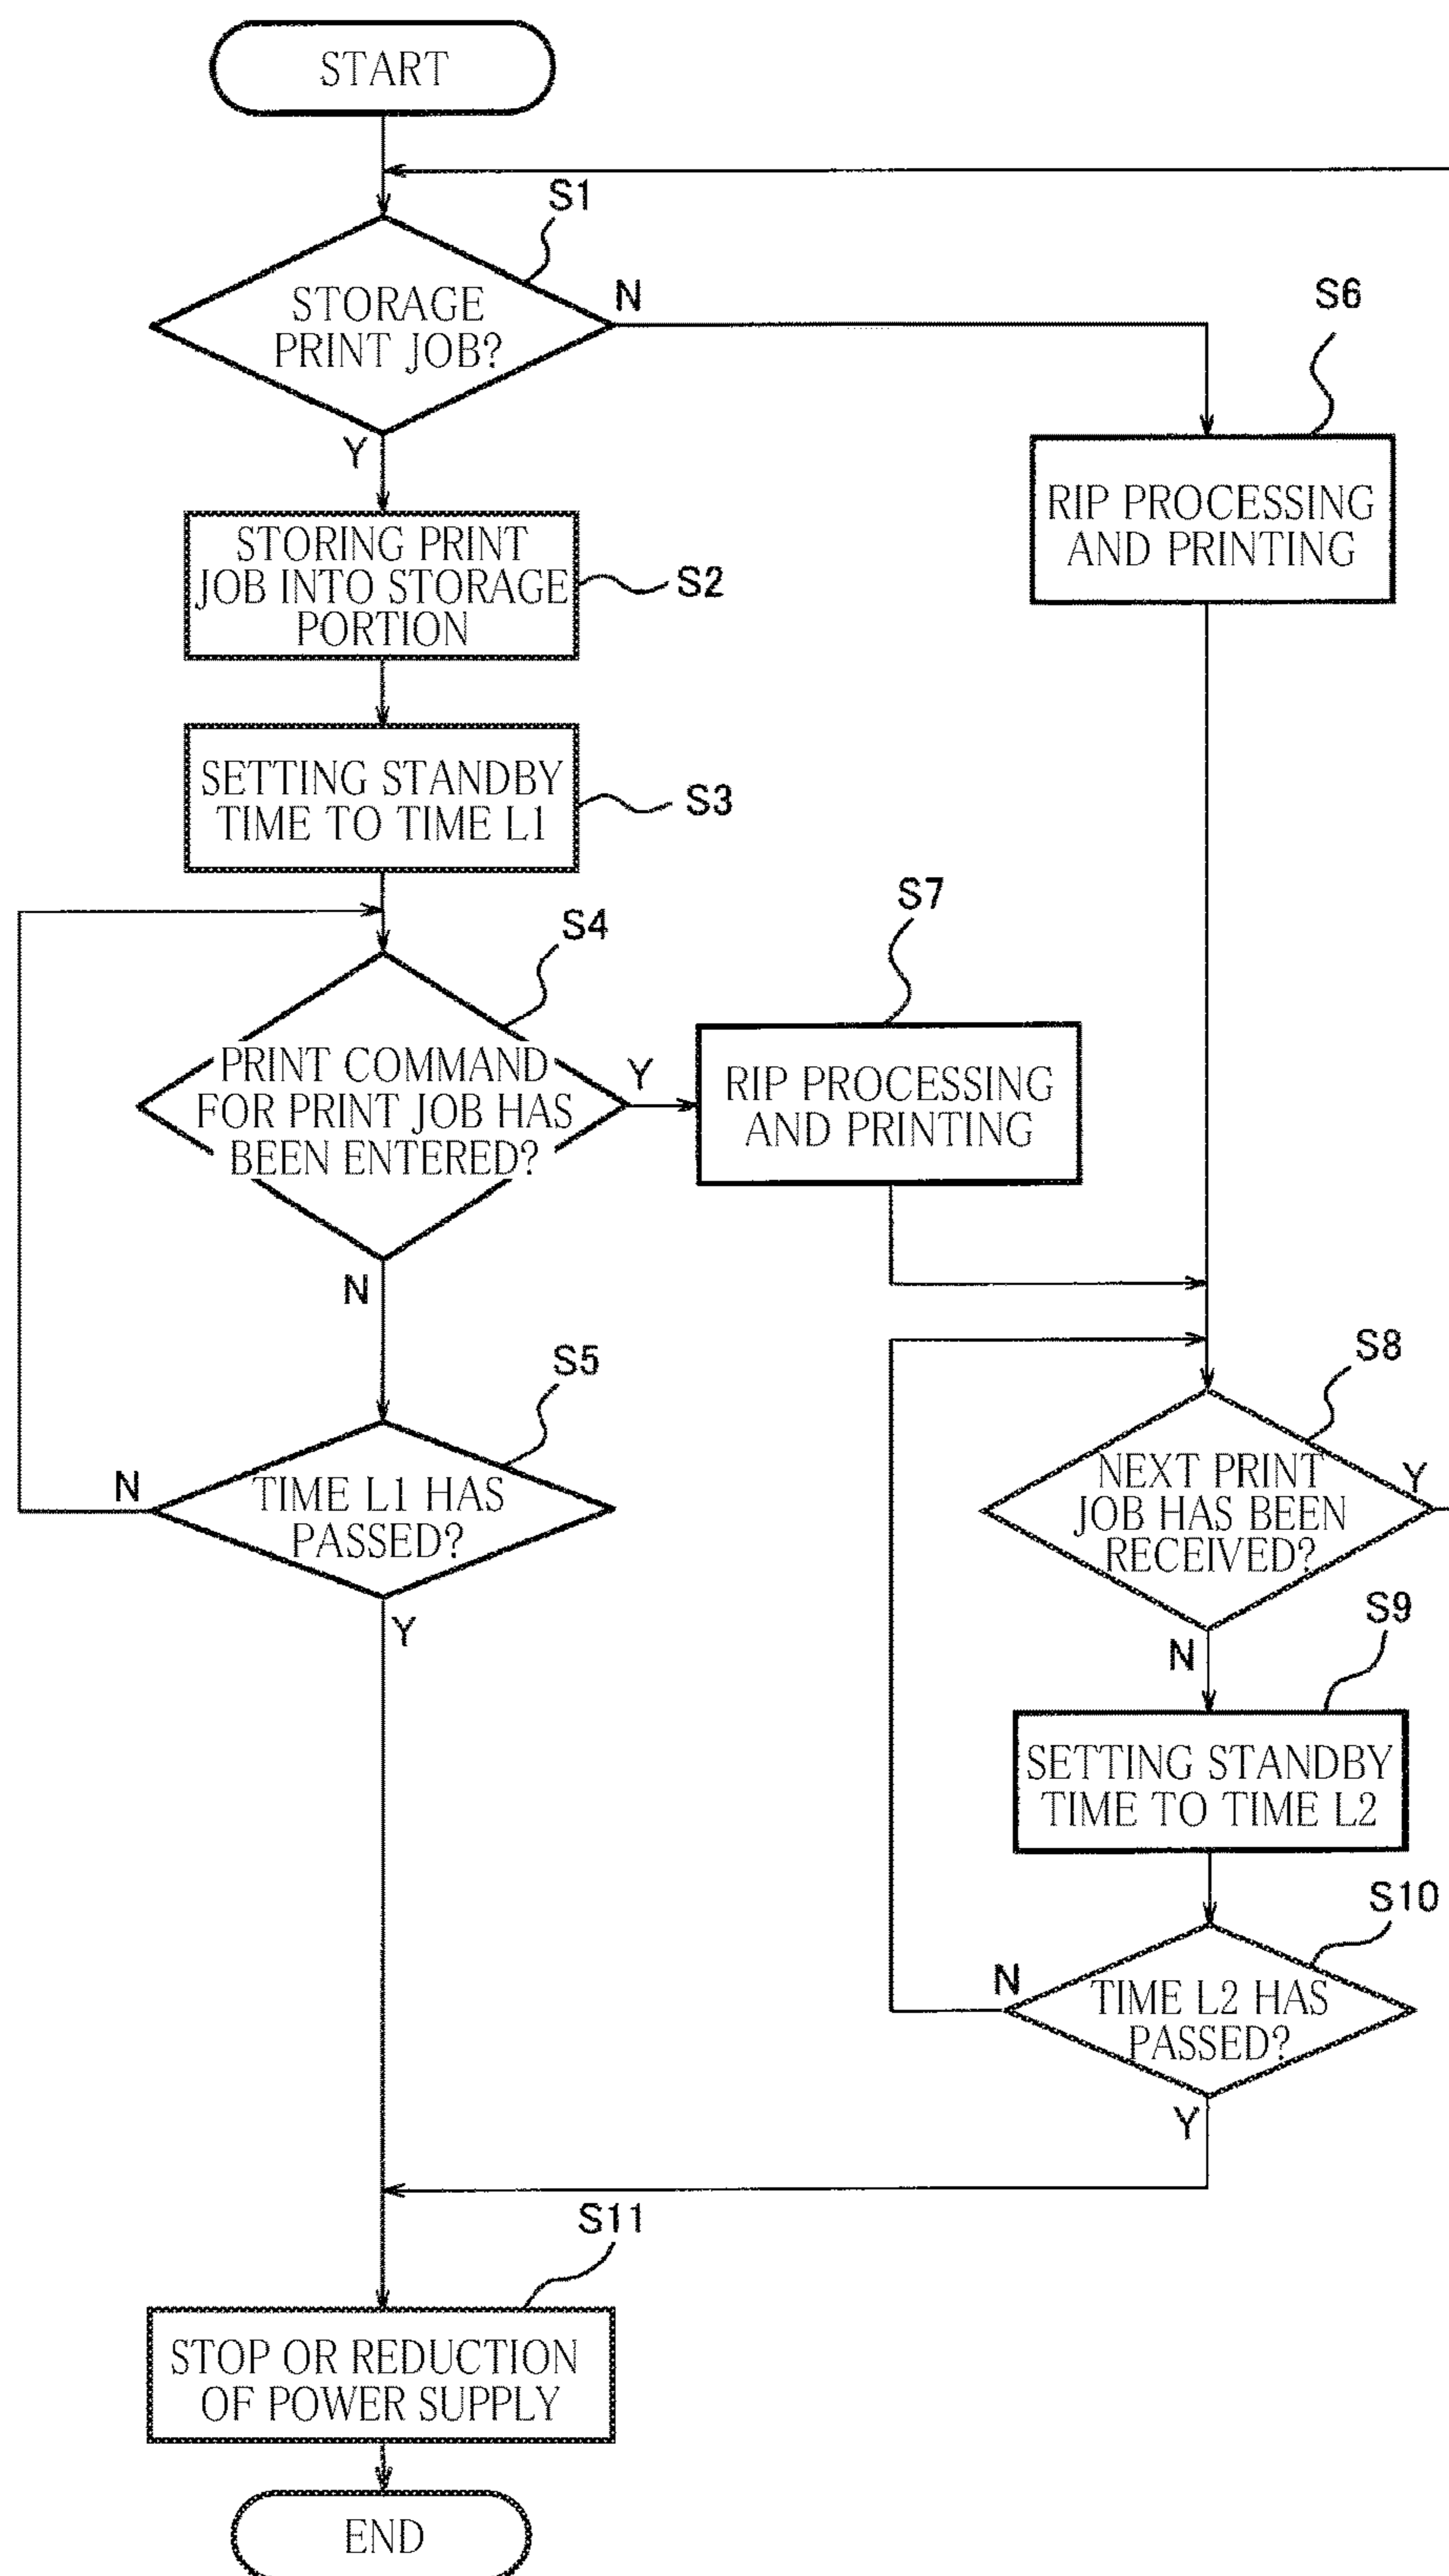 START
S1
STORAGE
PRINT JOB?
N
Y
S6
RIP PROCESSING
AND PRINTING
STORING PRINT
JOB INTO STORAGE
PORTION
S2
SETTING STANDBY
TIME TO TIME L1
S3
S4
PRINT COMMAND
FOR PRINT JOB HAS
BEEN ENTERED?
Y
N
S7
RIP PROCESSING
AND PRINTING
S5
TIME L1 HAS
PASSED?
N
Y
S8
NEXT PRINT
JOB HAS BEEN
RECEIVED?
Y
N
S9
SETTING STANDBY
TIME TO TIME L2
S10
TIME L2 HAS
PASSED?
N
Y
S11
STOP OR REDUCTION
OF POWER SUPPLY
END